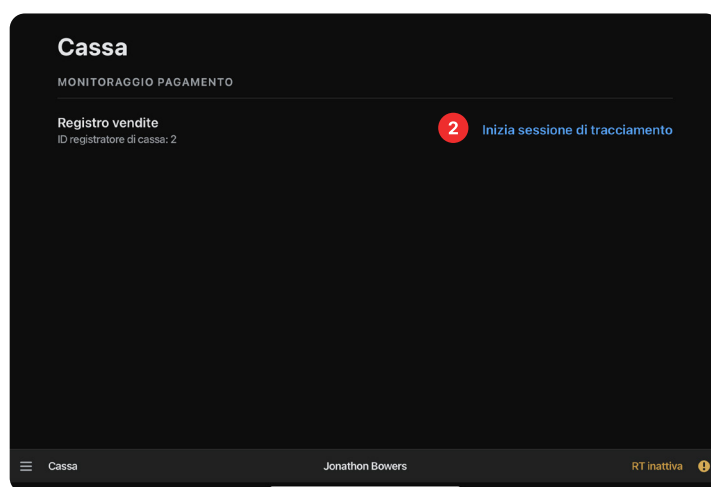 Cassa
MONITORAGGIO PAGAMENTO
Registro vendite
ID registratore di cassa: 2
2 Inizia sessione di tracciamento
Cassa Jonathon Bowers RT inattiva